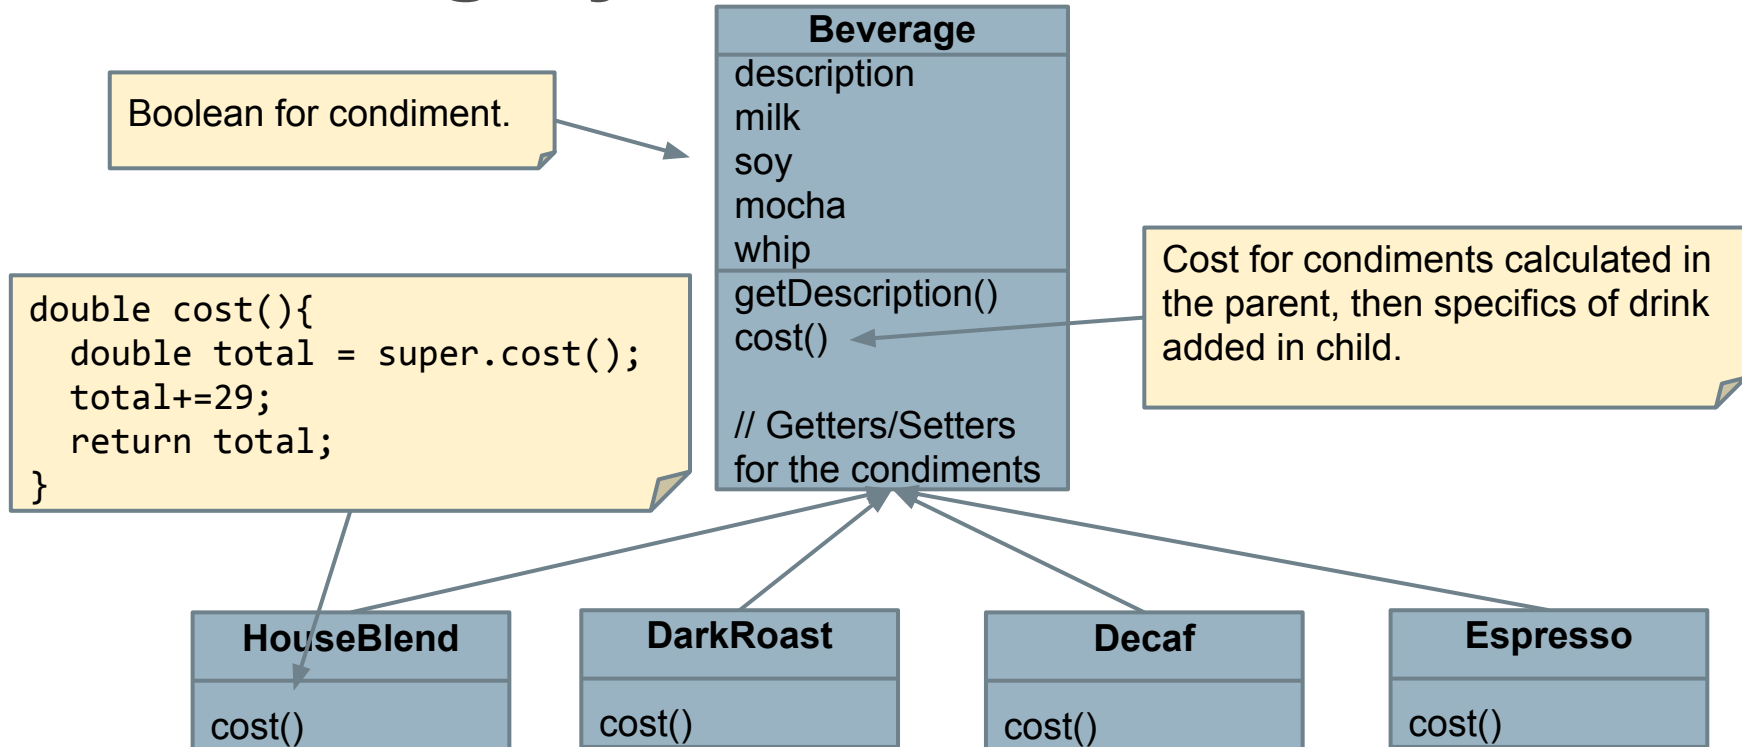 Beverage
description
milk
soy
mocha
whip
getDescription()
cost()
// Getters/Setters
for the condiments
Boolean for condiment.
Cost for condiments calculated in
the parent, then specifics of drink
added in child.
double cost(){
  double total = super.cost();
  total+=29;
  return total;
}
HouseBlend
cost()
DarkRoast
cost()
Decaf
cost()
Espresso
cost()